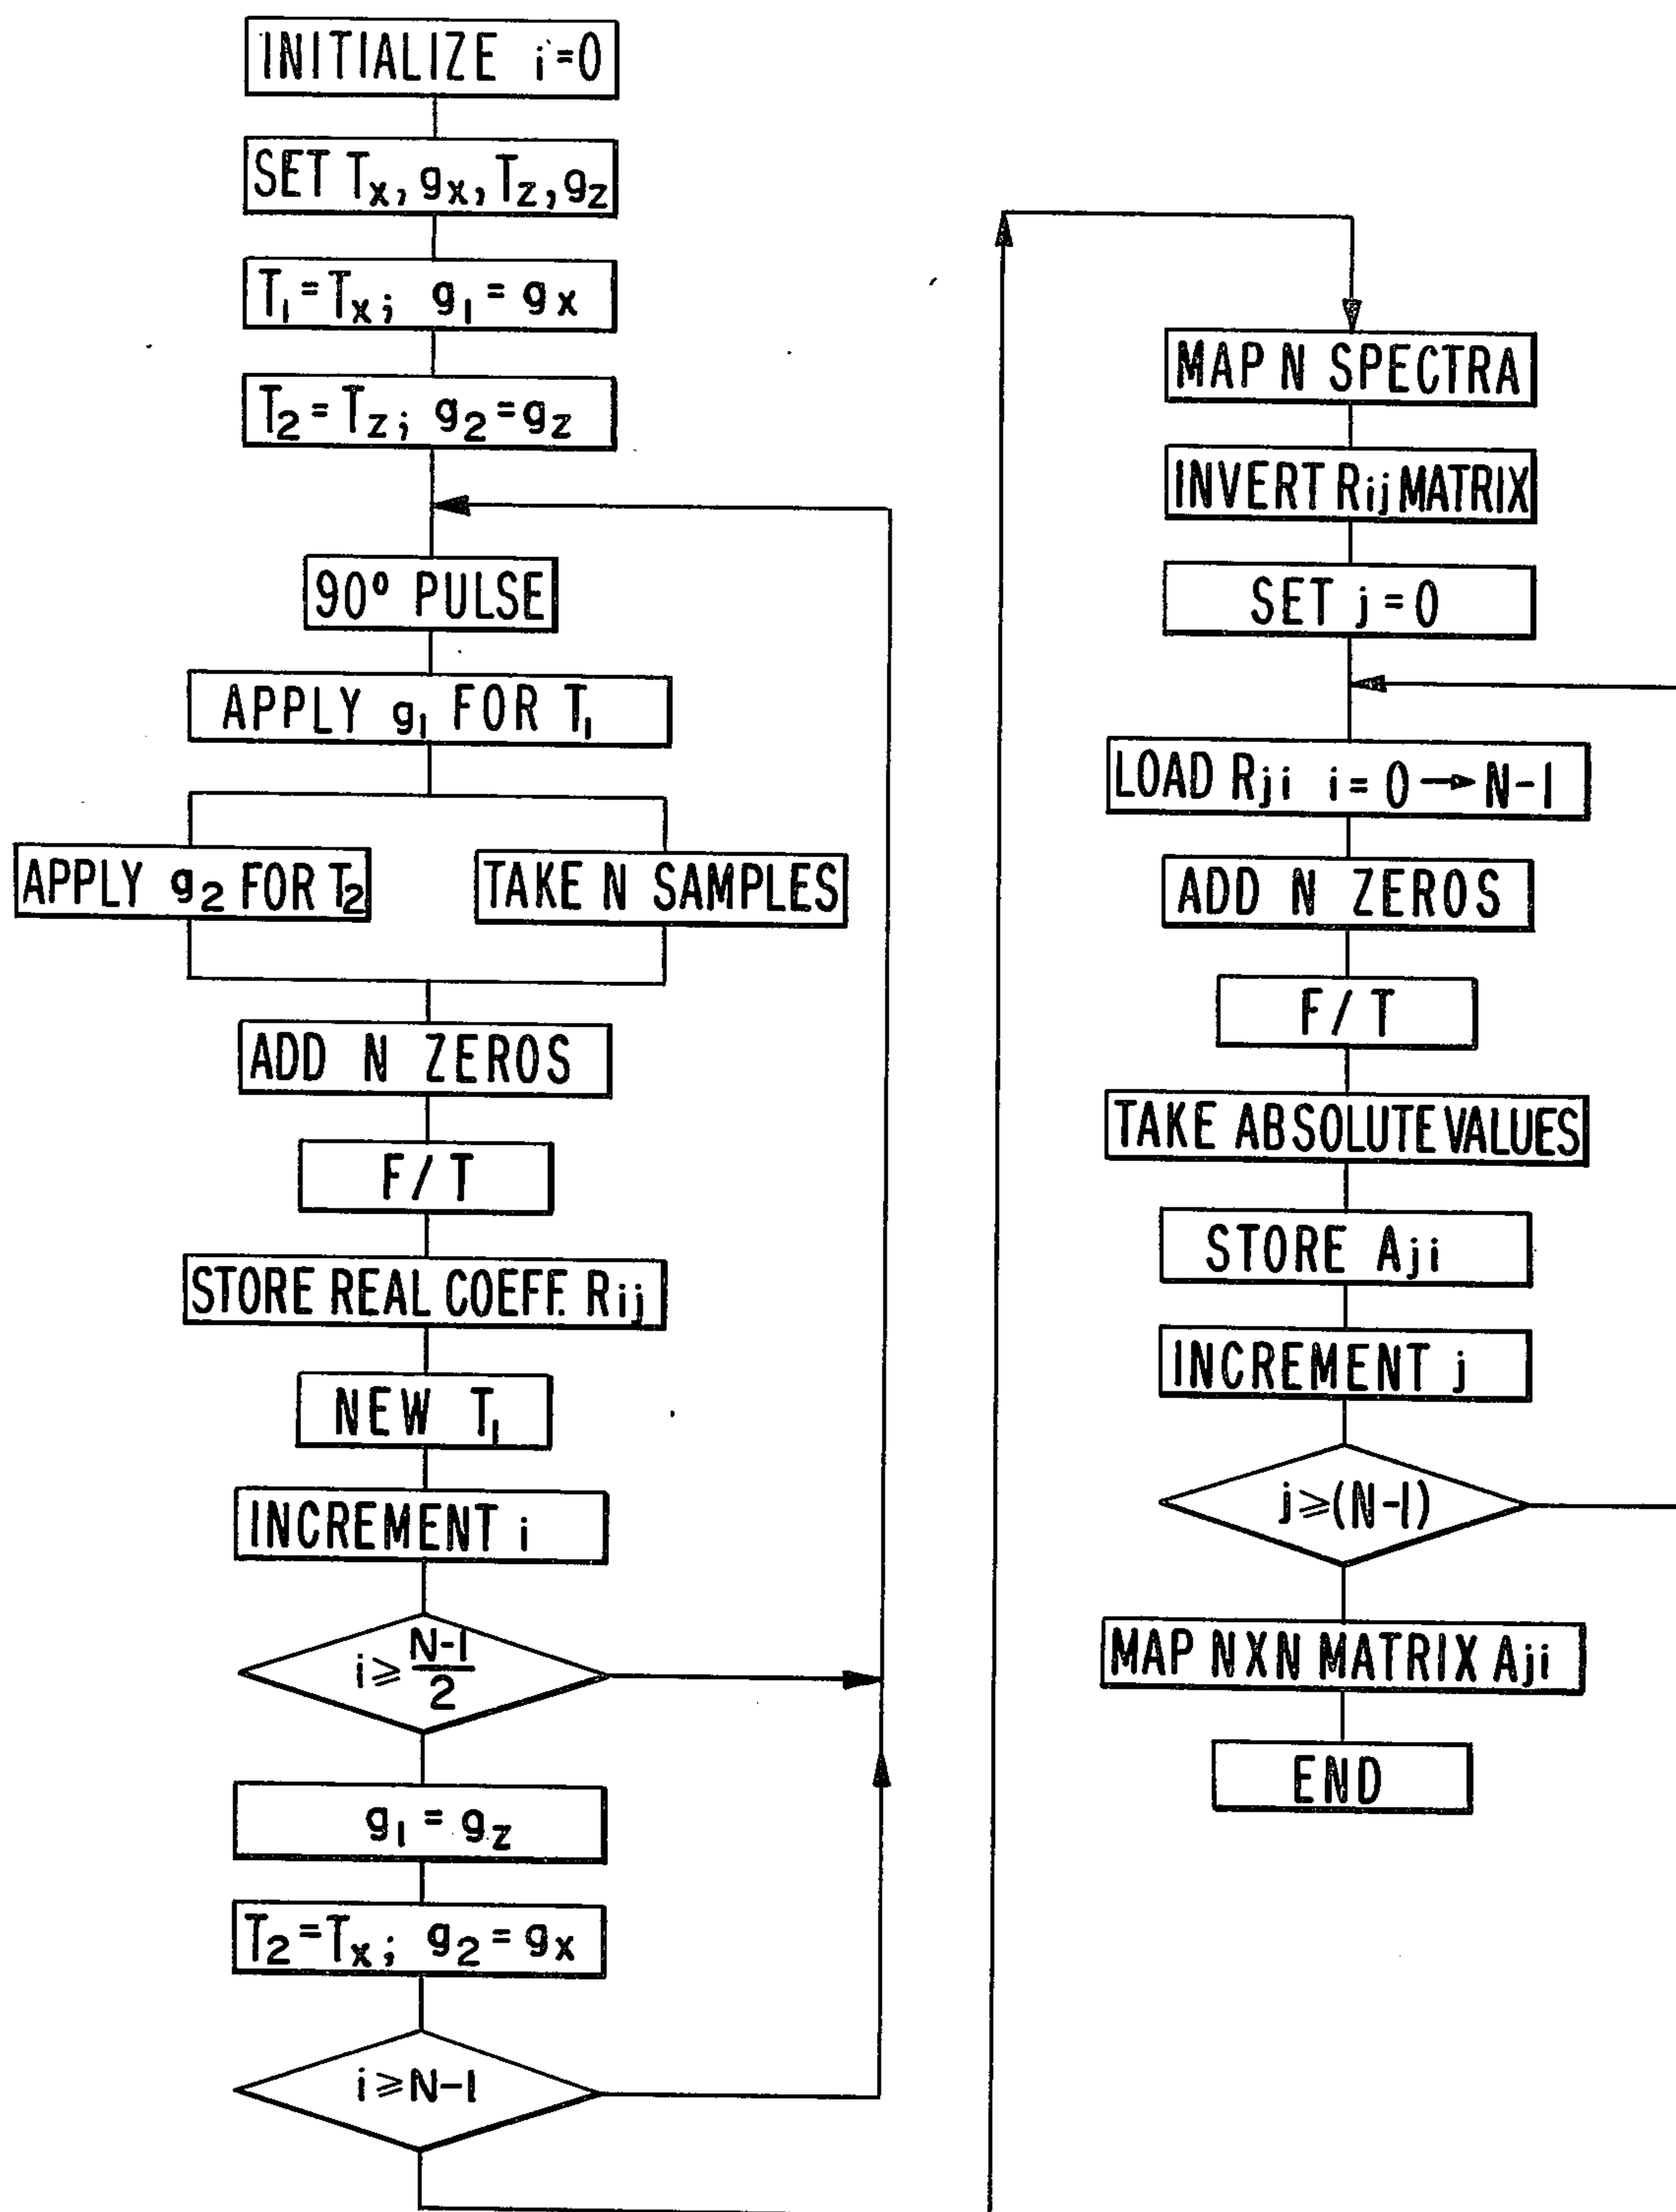 INITIALIZE i=0
SET Tx, gx, Tz, gz
T1 = Tx; g1 = gx
T2 = Tz; g2 = gz
90° PULSE
APPLY g1 FOR T1
APPLY g2 FOR T2
TAKE N SAMPLES
ADD N ZEROS
F/T
STORE REAL COEFF. Rij
NEW T1
INCREMENT i
i ≥ N-1
2
g1 = gz
T2 = Tx; g2 = gx
i ≥ N-1
MAP N SPECTRA
INVERT Rij MATRIX
SET j=0
LOAD Rji i = 0 → N-1
ADD N ZEROS
F/T
TAKE ABSOLUTE VALUES
STORE Aji
INCREMENT j
j ≥ (N-1)
MAP NXN MATRIX Aji
END